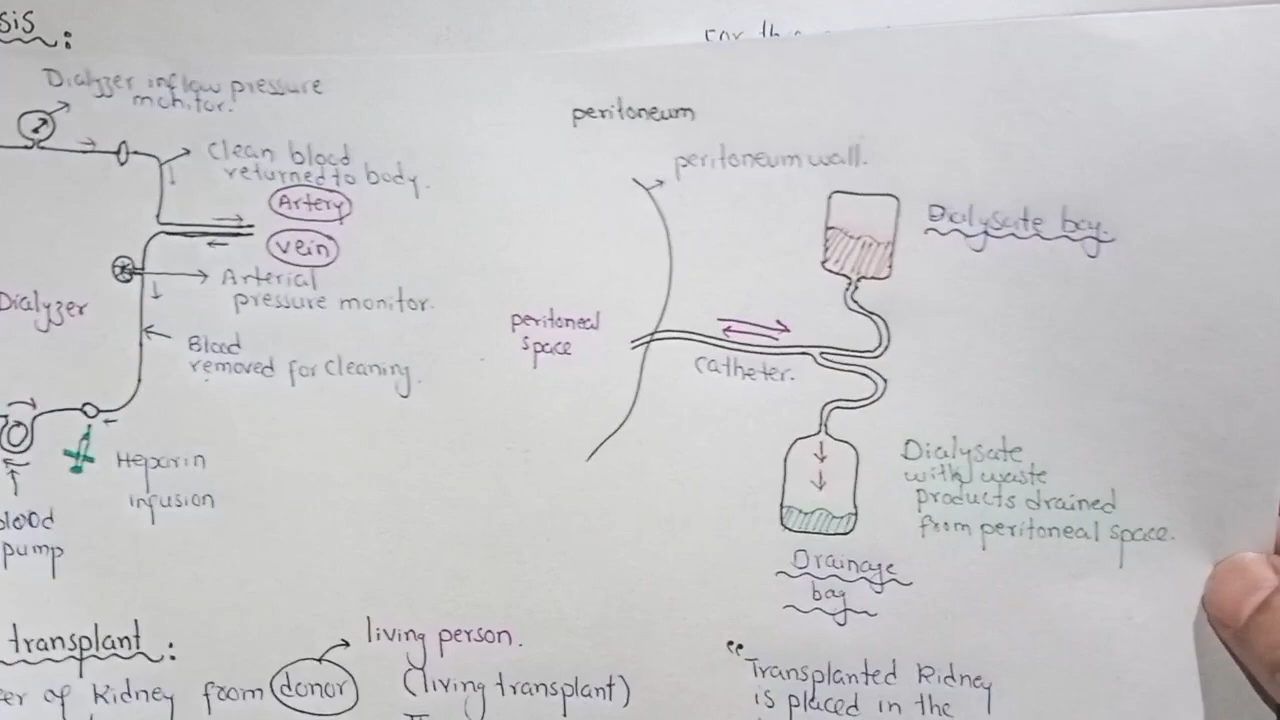 sis :
For the
Dialyzer inflow pressure
monitor.
Clean blood
returned to body.
Artery
Vein
Arterial
pressure monitor.
Dialyzer
Blood
removed for cleaning.
Heparin
infusion
blood
pump
peritoneum
peritoneum wall.
Dialysate bag.
peritoneal
space
catheter.
Dialysate
with waste
products drained
from peritoneal space.
Drainage
bag
transplant :
living person.
er of Kidney from donor (living transplant)
"Transplanted Kidney
is placed in the